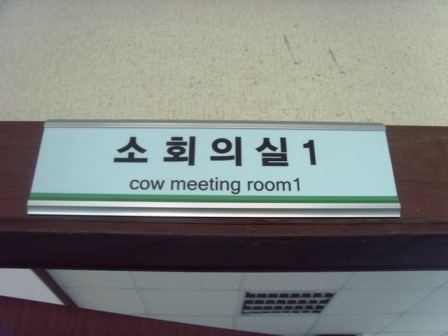 소 회 의 실 1
cow meeting room1